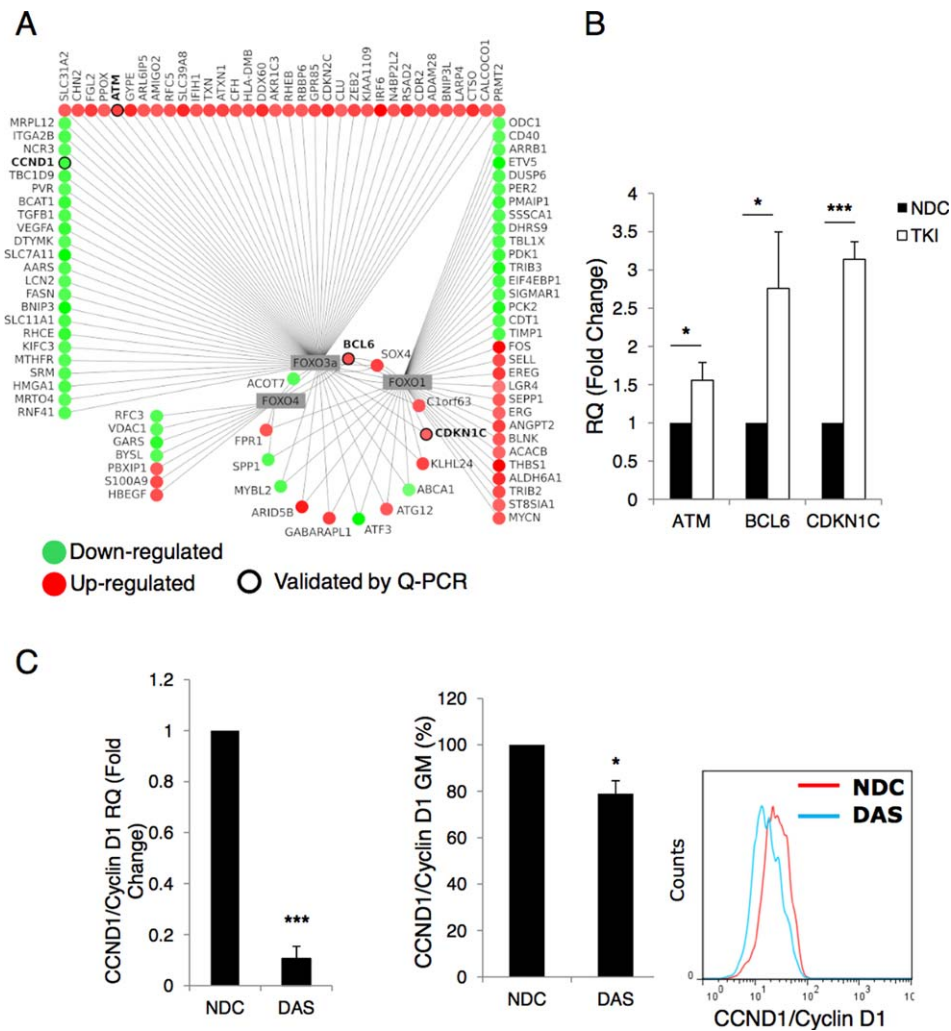 A
SLC31A2
CHN2
FGL2
PPOX
ATM
GYPE
ARL6IP5
AMIGO2
RFC5
SLC39A8
IFIH1
TXN
ATXN1
CFH
HLA-DMB
DDX60
AKR1C3
RHEB
RBBP6
GPR85
CDKN2C
CLU
ZEB2
KIAA1109
IRF6
N4BP2L2
RSAD2
CDR2
ADAM28
BNIP3L
LARP4
CTSO
CALCOCO1
PRMT2
MRPL12
ITGA2B
NCR3
CCND1
TBC1D9
PVR
BCAT1
TGFB1
VEGFA
DTYMK
SLC7A11
AARS
LCN2
FASN
BNIP3
SLC11A1
RHCE
KIFC3
MTHFR
SRM
HMGA1
MRTO4
RNF41
ODC1
CD40
ARRB1
ETV5
DUSP6
PER2
PMAIP1
SSSCA1
DHRS9
TBL1X
PDK1
TRIB3
EIF4EBP1
SIGMAR1
PCK2
CDT1
TIMP1
FOS
SELL
EREG
LGR4
SEPP1
ERG
ANGPT2
BLNK
ACACB
THBS1
ALDH6A1
TRIB2
ST8SIA1
MYCN
BCL6
SOX4
FOXO3a
FOXO1
ACOT7
FOXO4
C1orf63
CDKN1C
RFC3
VDAC1
GARS
BYSL
PBXIP1
S100A9
HBEGF
FPR1
SPP1
MYBL2
ARID5B
GABARAPL1
ATF3
ATG12
ABCA1
KLHL24
Down-regulated
Up-regulated
Validated by Q-PCR
B
RQ (Fold Change)
4
3.5
3
2.5
2
1.5
1
0.5
0
*
*
***
NDC
TKI
ATM BCL6 CDKN1C
C
CCND1/Cyclin D1 RQ (Fold
Change)
1.2
1
0.8
0.6
0.4
0.2
0
***
NDC DAS
CCND1/Cyclin D1 GM (%)
120
100
80
60
40
20
0
*
NDC DAS
NDC
DAS
Counts
0
10^0 10^1 10^2 10^3
CCND1/Cyclin D1